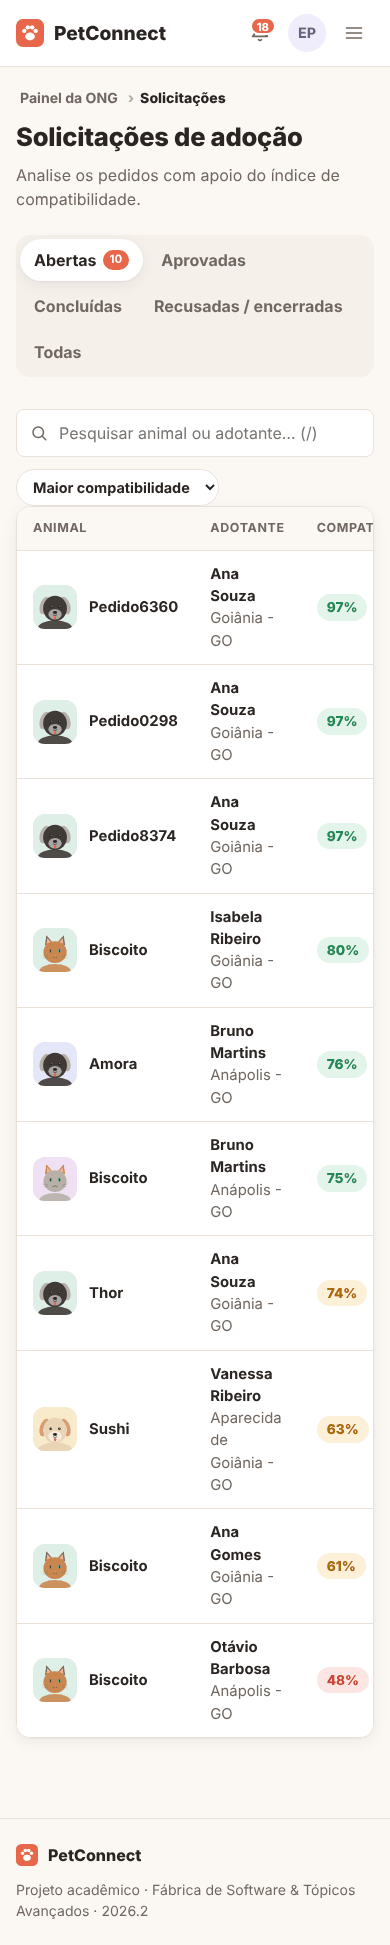 PetConnect
18
EP
Painel da ONG › Solicitações
Solicitações de adoção
Analise os pedidos com apoio do índice de
compatibilidade.
Abertas 10
Aprovadas
Concluídas
Recusadas / encerradas
Todas
Pesquisar animal ou adotante... (/)
Maior compatibilidade
ANIMAL ADOTANTE COMPAT
Pedido6360
Ana
Souza
Goiânia -
GO
97%
Pedido0298
Ana
Souza
Goiânia -
GO
97%
Pedido8374
Ana
Souza
Goiânia -
GO
97%
Biscoito
Isabela
Ribeiro
Goiânia -
GO
80%
Amora
Bruno
Martins
Anápolis -
GO
76%
Biscoito
Bruno
Martins
Anápolis -
GO
75%
Thor
Ana
Souza
Goiânia -
GO
74%
Sushi
Vanessa
Ribeiro
Aparecida
de
Goiânia -
GO
63%
Biscoito
Ana
Gomes
Goiânia -
GO
61%
Biscoito
Otávio
Barbosa
Anápolis -
GO
48%
PetConnect
Projeto acadêmico · Fábrica de Software & Tópicos
Avançados · 2026.2